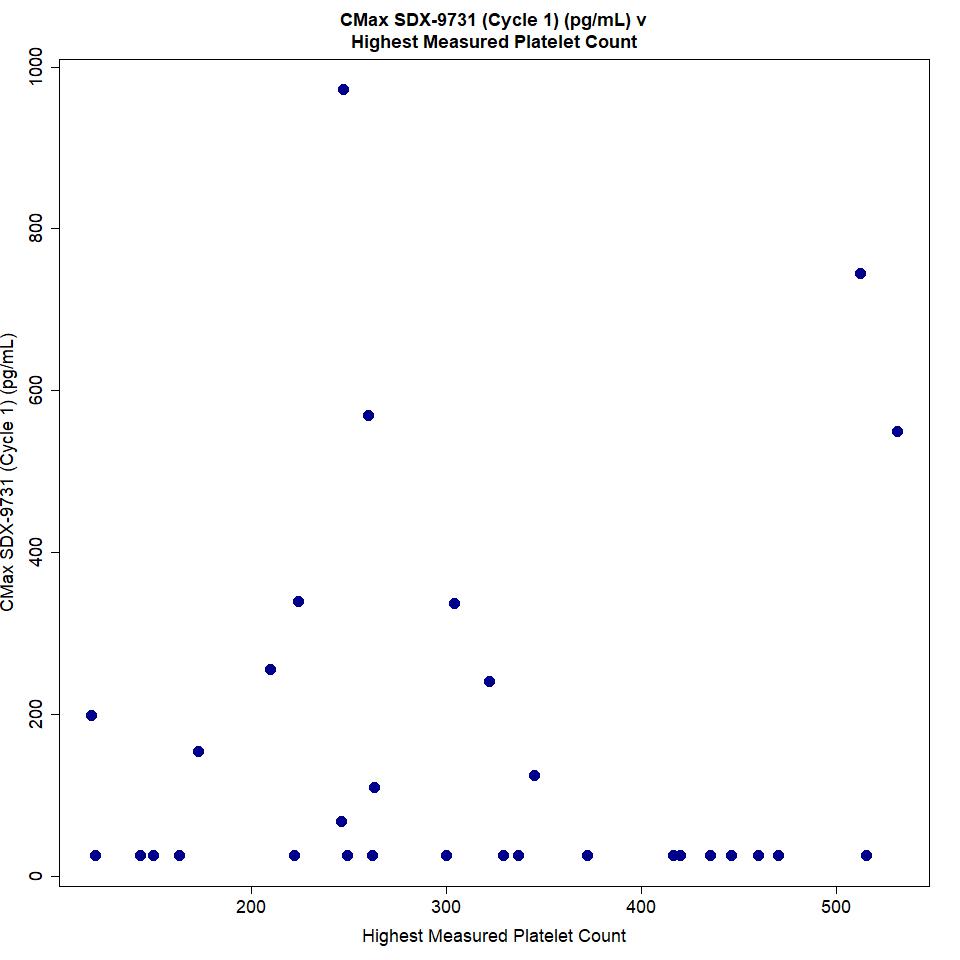 CMax SDX-9731 (Cycle 1) (pg/mL) v
Highest Measured Platelet Count
1000
800
600
400
200
0
CMax SDX-9731 (Cycle 1) (pg/mL)
200 300 400 500
Highest Measured Platelet Count